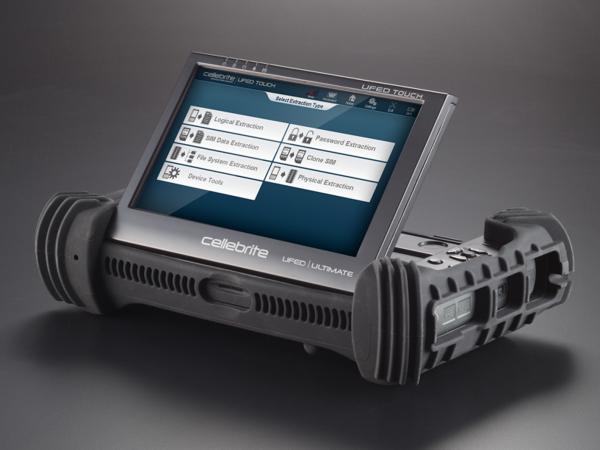 cellebrite UFED TOUCH
UFED TOUCH
Select Extraction Type
Logical Extraction
Password Extraction
SIM Data Extraction
Clone SIM
File System Extraction
Physical Extraction
Device Tools
cellebrite
UFED | ULTIMATE